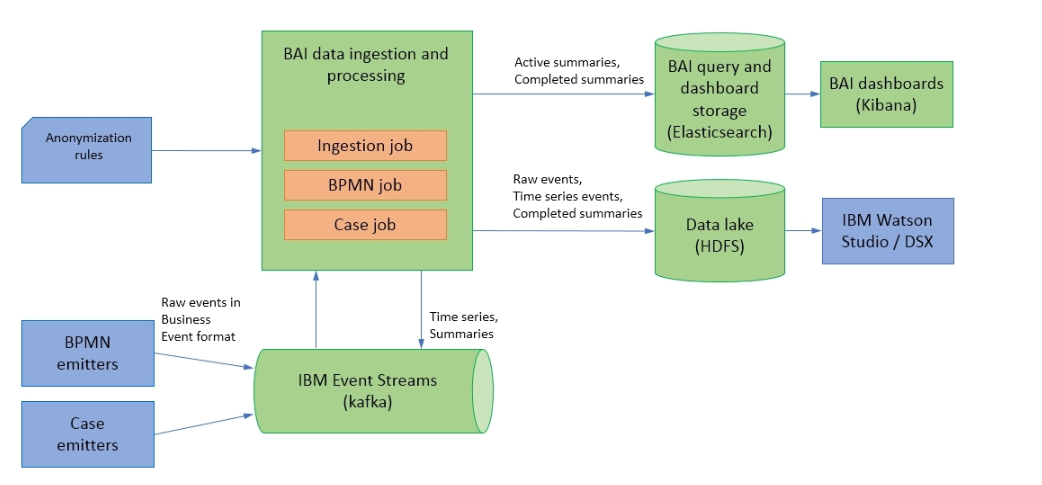 BAI data ingestion and
processing
Ingestion job
BPMN job
Case job
Anonymization
rules
Active summaries,
Completed summaries
BAI query and
dashboard
storage
(Elasticsearch)
BAI dashboards
(Kibana)
Raw events,
Time series events,
Completed summaries
Data lake
(HDFS)
IBM Watson
Studio / DSX
Raw events in
Business
Event format
Time series,
Summaries
BPMN
emitters
Case
emitters
IBM Event Streams
(kafka)